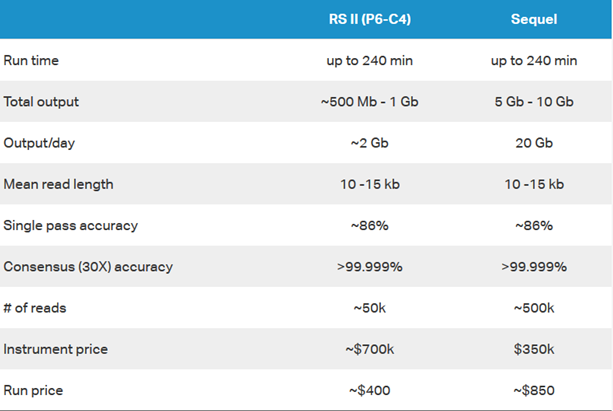 RS II (P6-C4) Sequel
Run time up to 240 min up to 240 min
Total output ~500 Mb - 1 Gb 5 Gb - 10 Gb
Output/day ~2 Gb 20 Gb
Mean read length 10 -15 kb 10 -15 kb
Single pass accuracy ~86% ~86%
Consensus (30X) accuracy >99.999% >99.999%
# of reads ~50k ~500k
Instrument price ~$700k $350k
Run price ~$400 ~$850